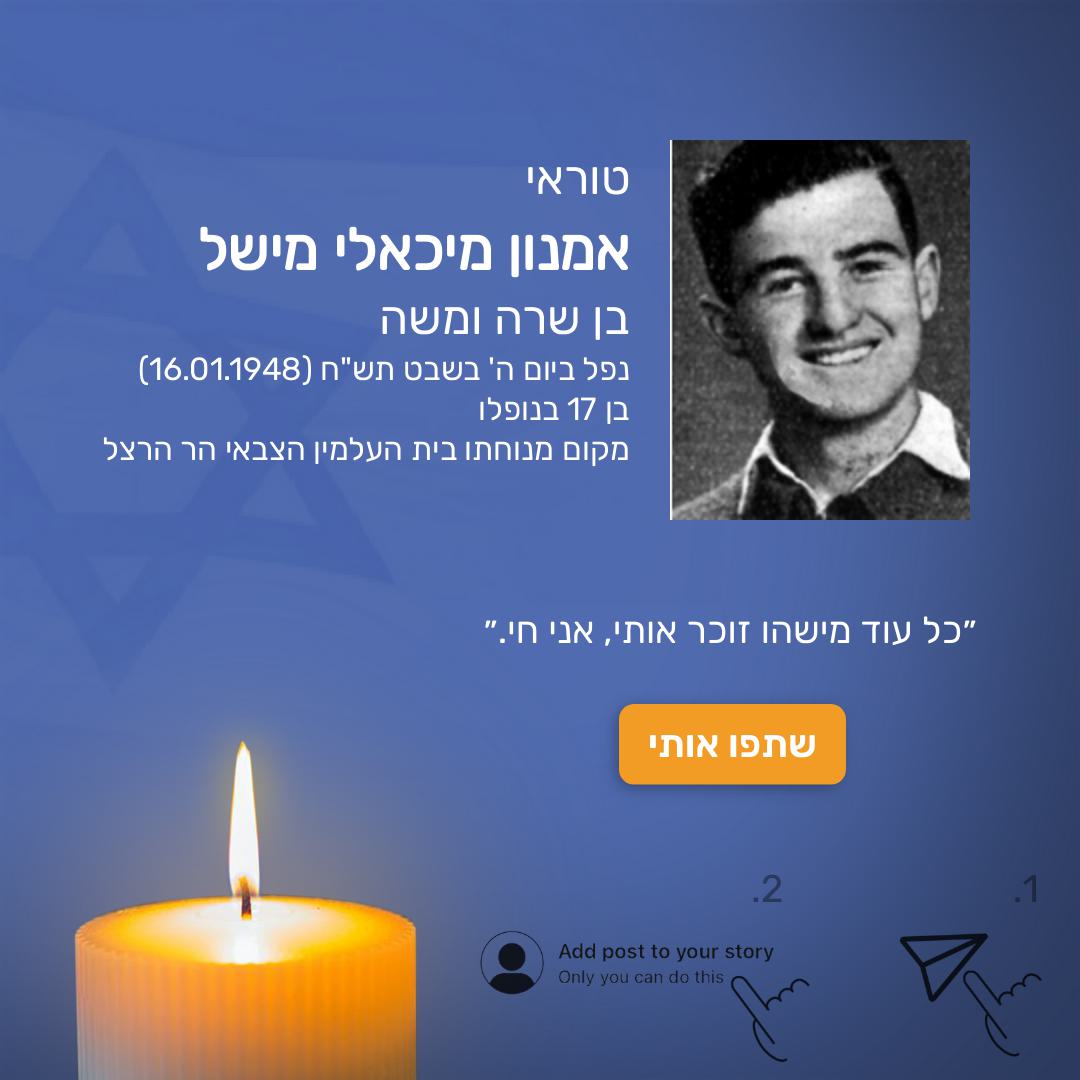 טוראי
אמנון מיכאלי מישל
בן שרה ומשה
נפל ביום ה' בשבט תש"ח (16.01.1948)
בן 17 בנופלו
מקום מנוחתו בית העלמין הצבאי הר הרצל
״כל עוד מישהו זוכר אותי, אני חי.״
שתפו אותי
1.
2.
Add post to your story
Only you can do this